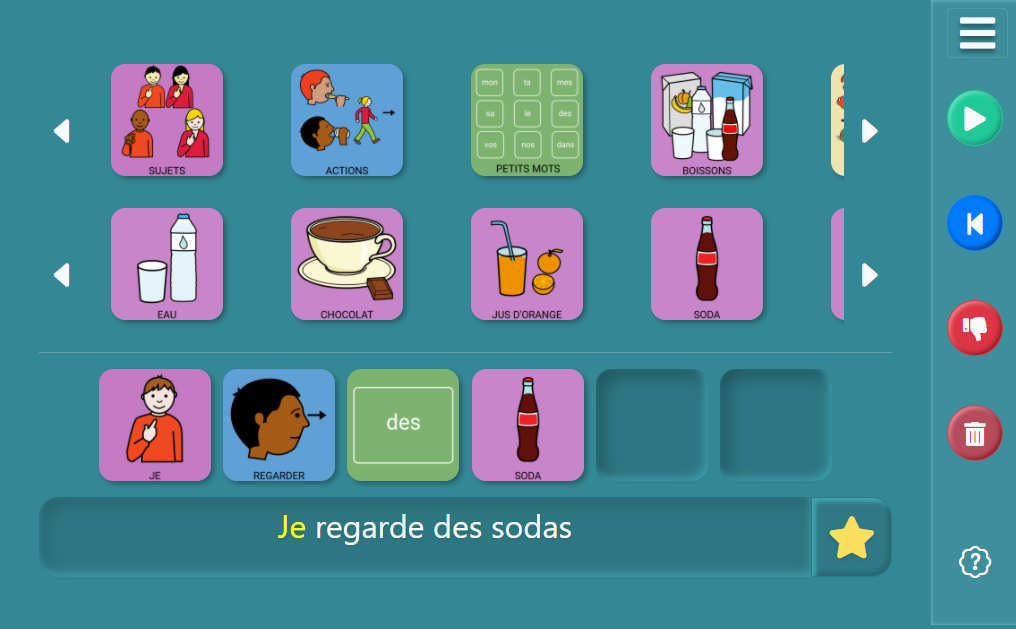 mon ta mes
sa le des
vos nos dans
SUJETS ACTIONS PETITS MOTS BOISSONS
EAU CHOCOLAT JUS D'ORANGE SODA
des
JE REGARDER SODA
Je regarde des sodas
?